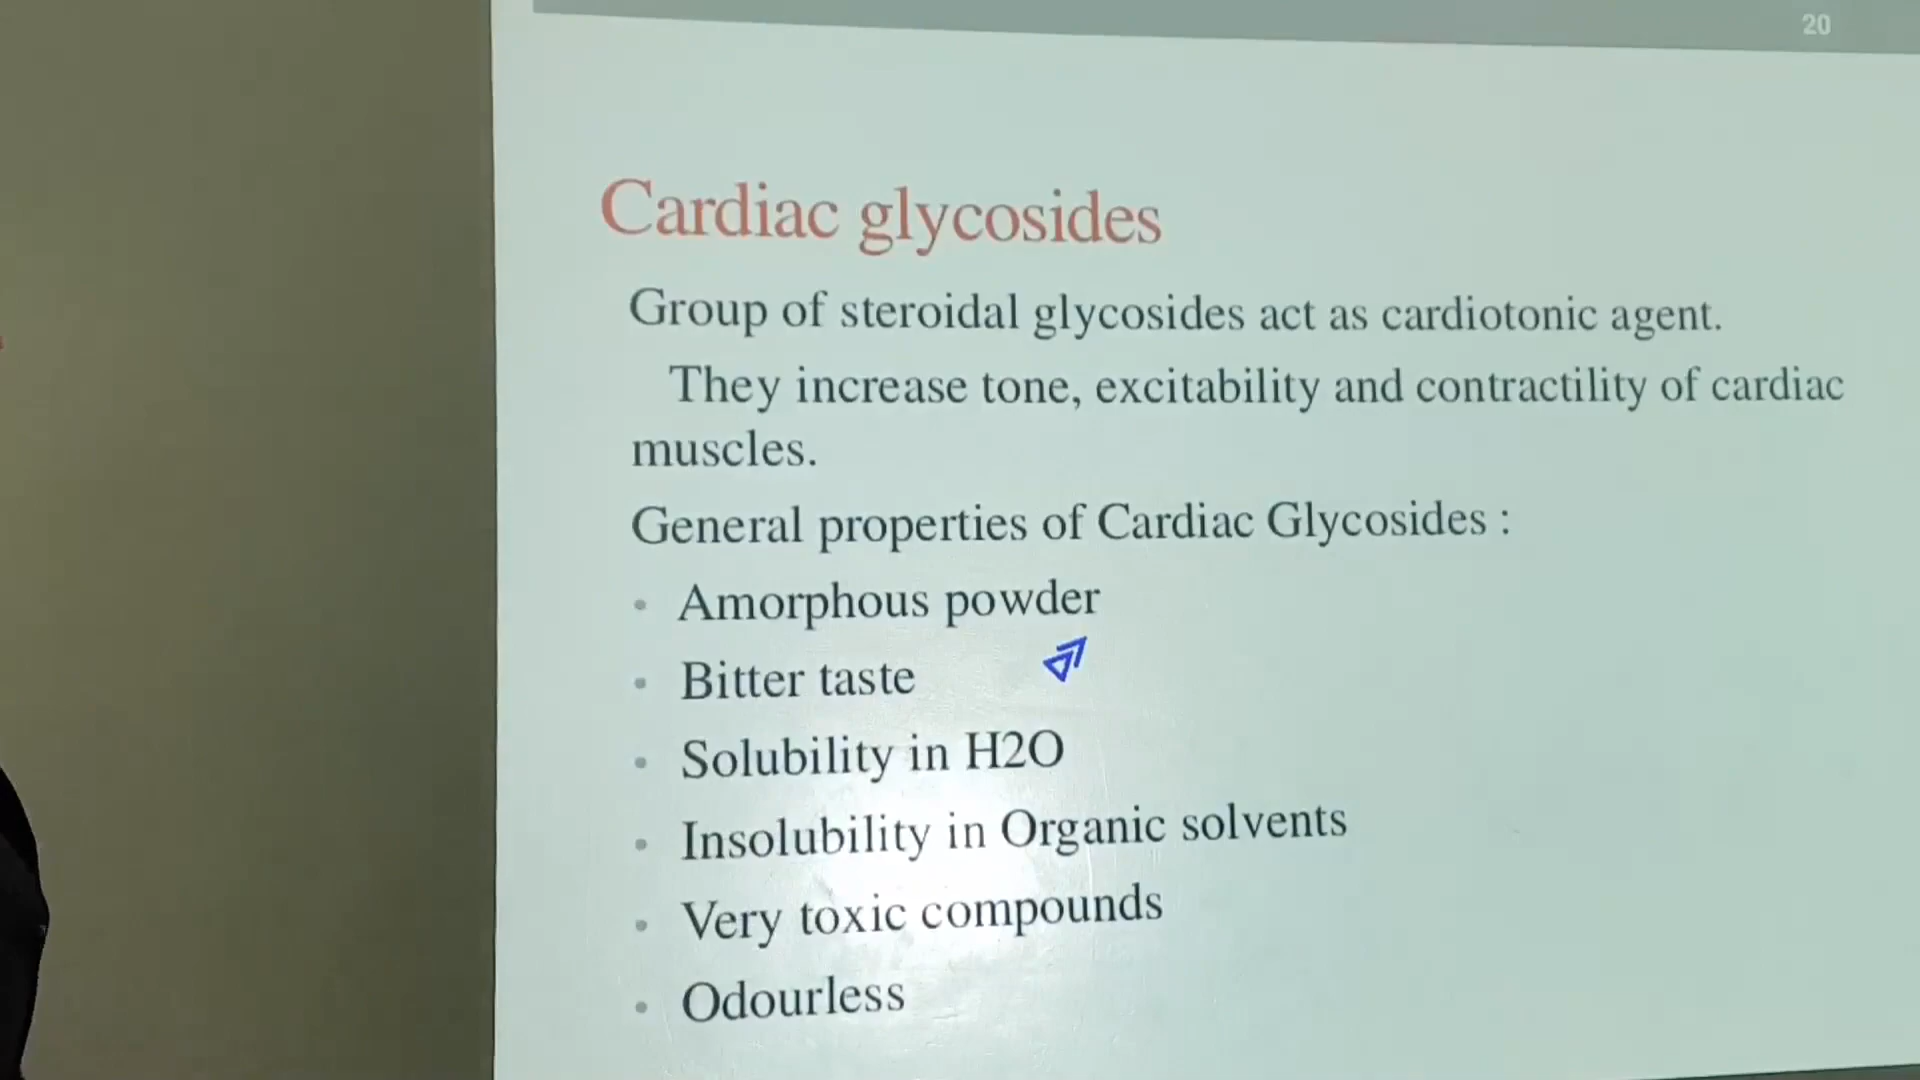 20
Cardiac glycosides
Group of steroidal glycosides act as cardiotonic agent.
They increase tone, excitability and contractility of cardiac
muscles.
General properties of Cardiac Glycosides :
• Amorphous powder
• Bitter taste
• Solubility in H2O
• Insolubility in Organic solvents
• Very toxic compounds
• Odourless